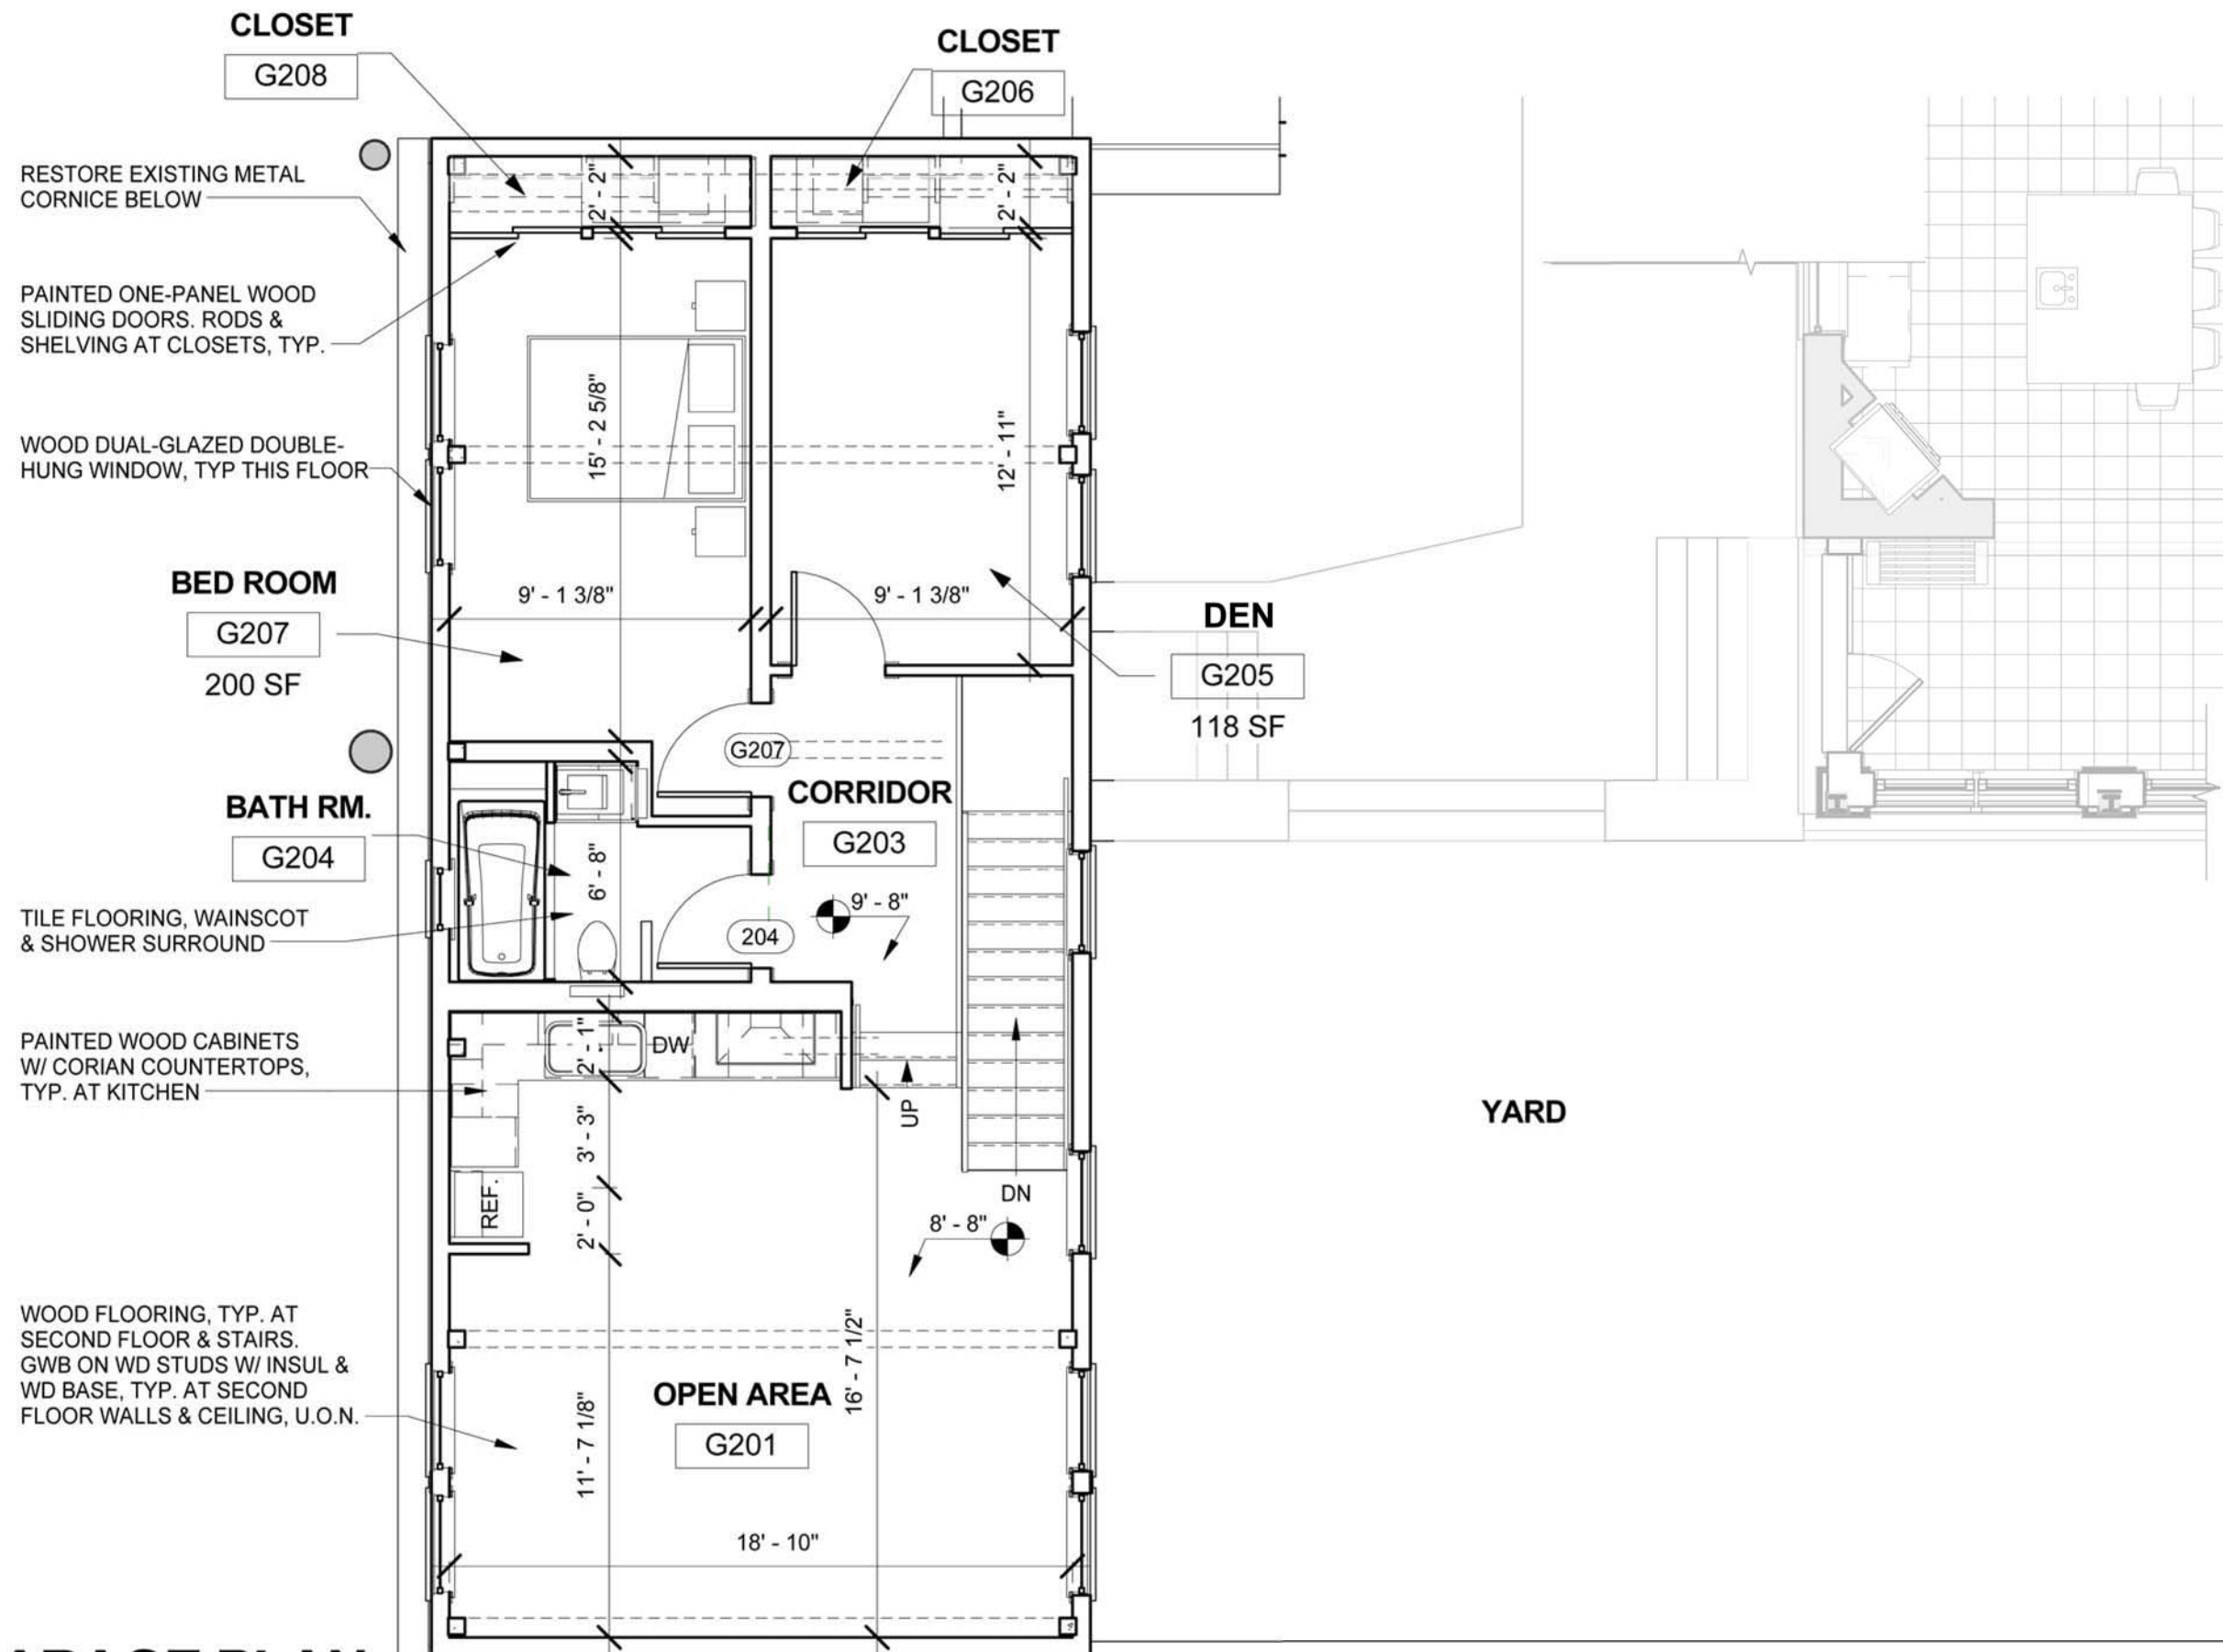 CLOSET
G208
CLOSET
G206
RESTORE EXISTING METAL
CORNICE BELOW
2' - 2"
2' - 2"
PAINTED ONE-PANEL WOOD
SLIDING DOORS. RODS &
SHELVING AT CLOSETS, TYP.
15' - 2 5/8"
12' - 11"
WOOD DUAL-GLAZED DOUBLE-
HUNG WINDOW, TYP THIS FLOOR
BED ROOM
G207
200 SF
9' - 1 3/8"
9' - 1 3/8"
DEN
G205
118 SF
G207
CORRIDOR
G203
BATH RM.
G204
6' - 8"
9' - 8"
204
TILE FLOORING, WAINSCOT
& SHOWER SURROUND
PAINTED WOOD CABINETS
W/ CORIAN COUNTERTOPS,
TYP. AT KITCHEN
2' - 1"
DW
UP
YARD
3' - 3"
REF.
2' - 0"
DN
8' - 8"
WOOD FLOORING, TYP. AT
SECOND FLOOR & STAIRS.
GWB ON WD STUDS W/ INSUL &
WD BASE, TYP. AT SECOND
FLOOR WALLS & CEILING, U.O.N.
16' - 7 1/2"
OPEN AREA
G201
11' - 7 1/8"
18' - 10"